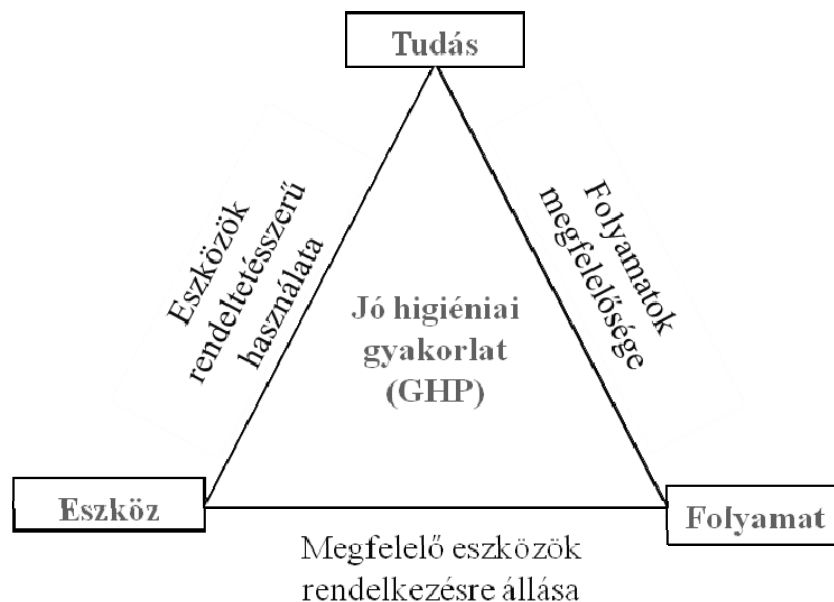 Tudás
Eszközök
rendeltetésszerű
használata
Folyamatok
megfelelősége
Jó higiéniai
gyakorlat
(GHP)
Eszköz
Folyamat
Megfelelő eszközök
rendelkezésre állása